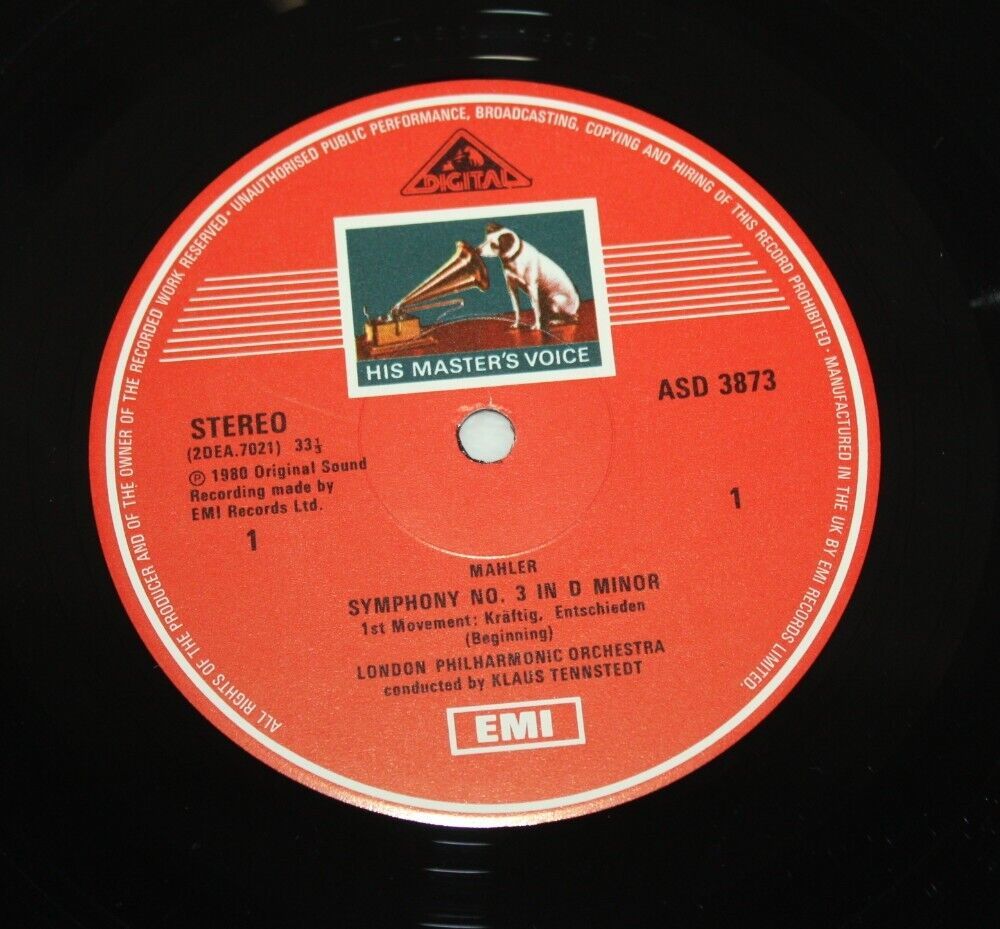 ALL RIGHTS OF THE PRODUCER AND OF THE OWNER OF THE RECORDED WORK RESERVED · UNAUTHORISED PUBLIC PERFORMANCE, BROADCASTING, COPYING AND HIRING OF THIS RECORD PROHIBITED · MANUFACTURED IN THE UK BY EMI RECORDS LIMITED.
DIGITAL
HIS MASTER'S VOICE
STEREO
(2DEA.7021) 33⅓
℗ 1980 Original Sound
Recording made by
EMI Records Ltd.
1
ASD 3873
1
MAHLER
SYMPHONY NO. 3 IN D MINOR
1st Movement: Kräftig, Entschieden
(Beginning)
LONDON PHILHARMONIC ORCHESTRA
conducted by KLAUS TENNSTEDT
EMI